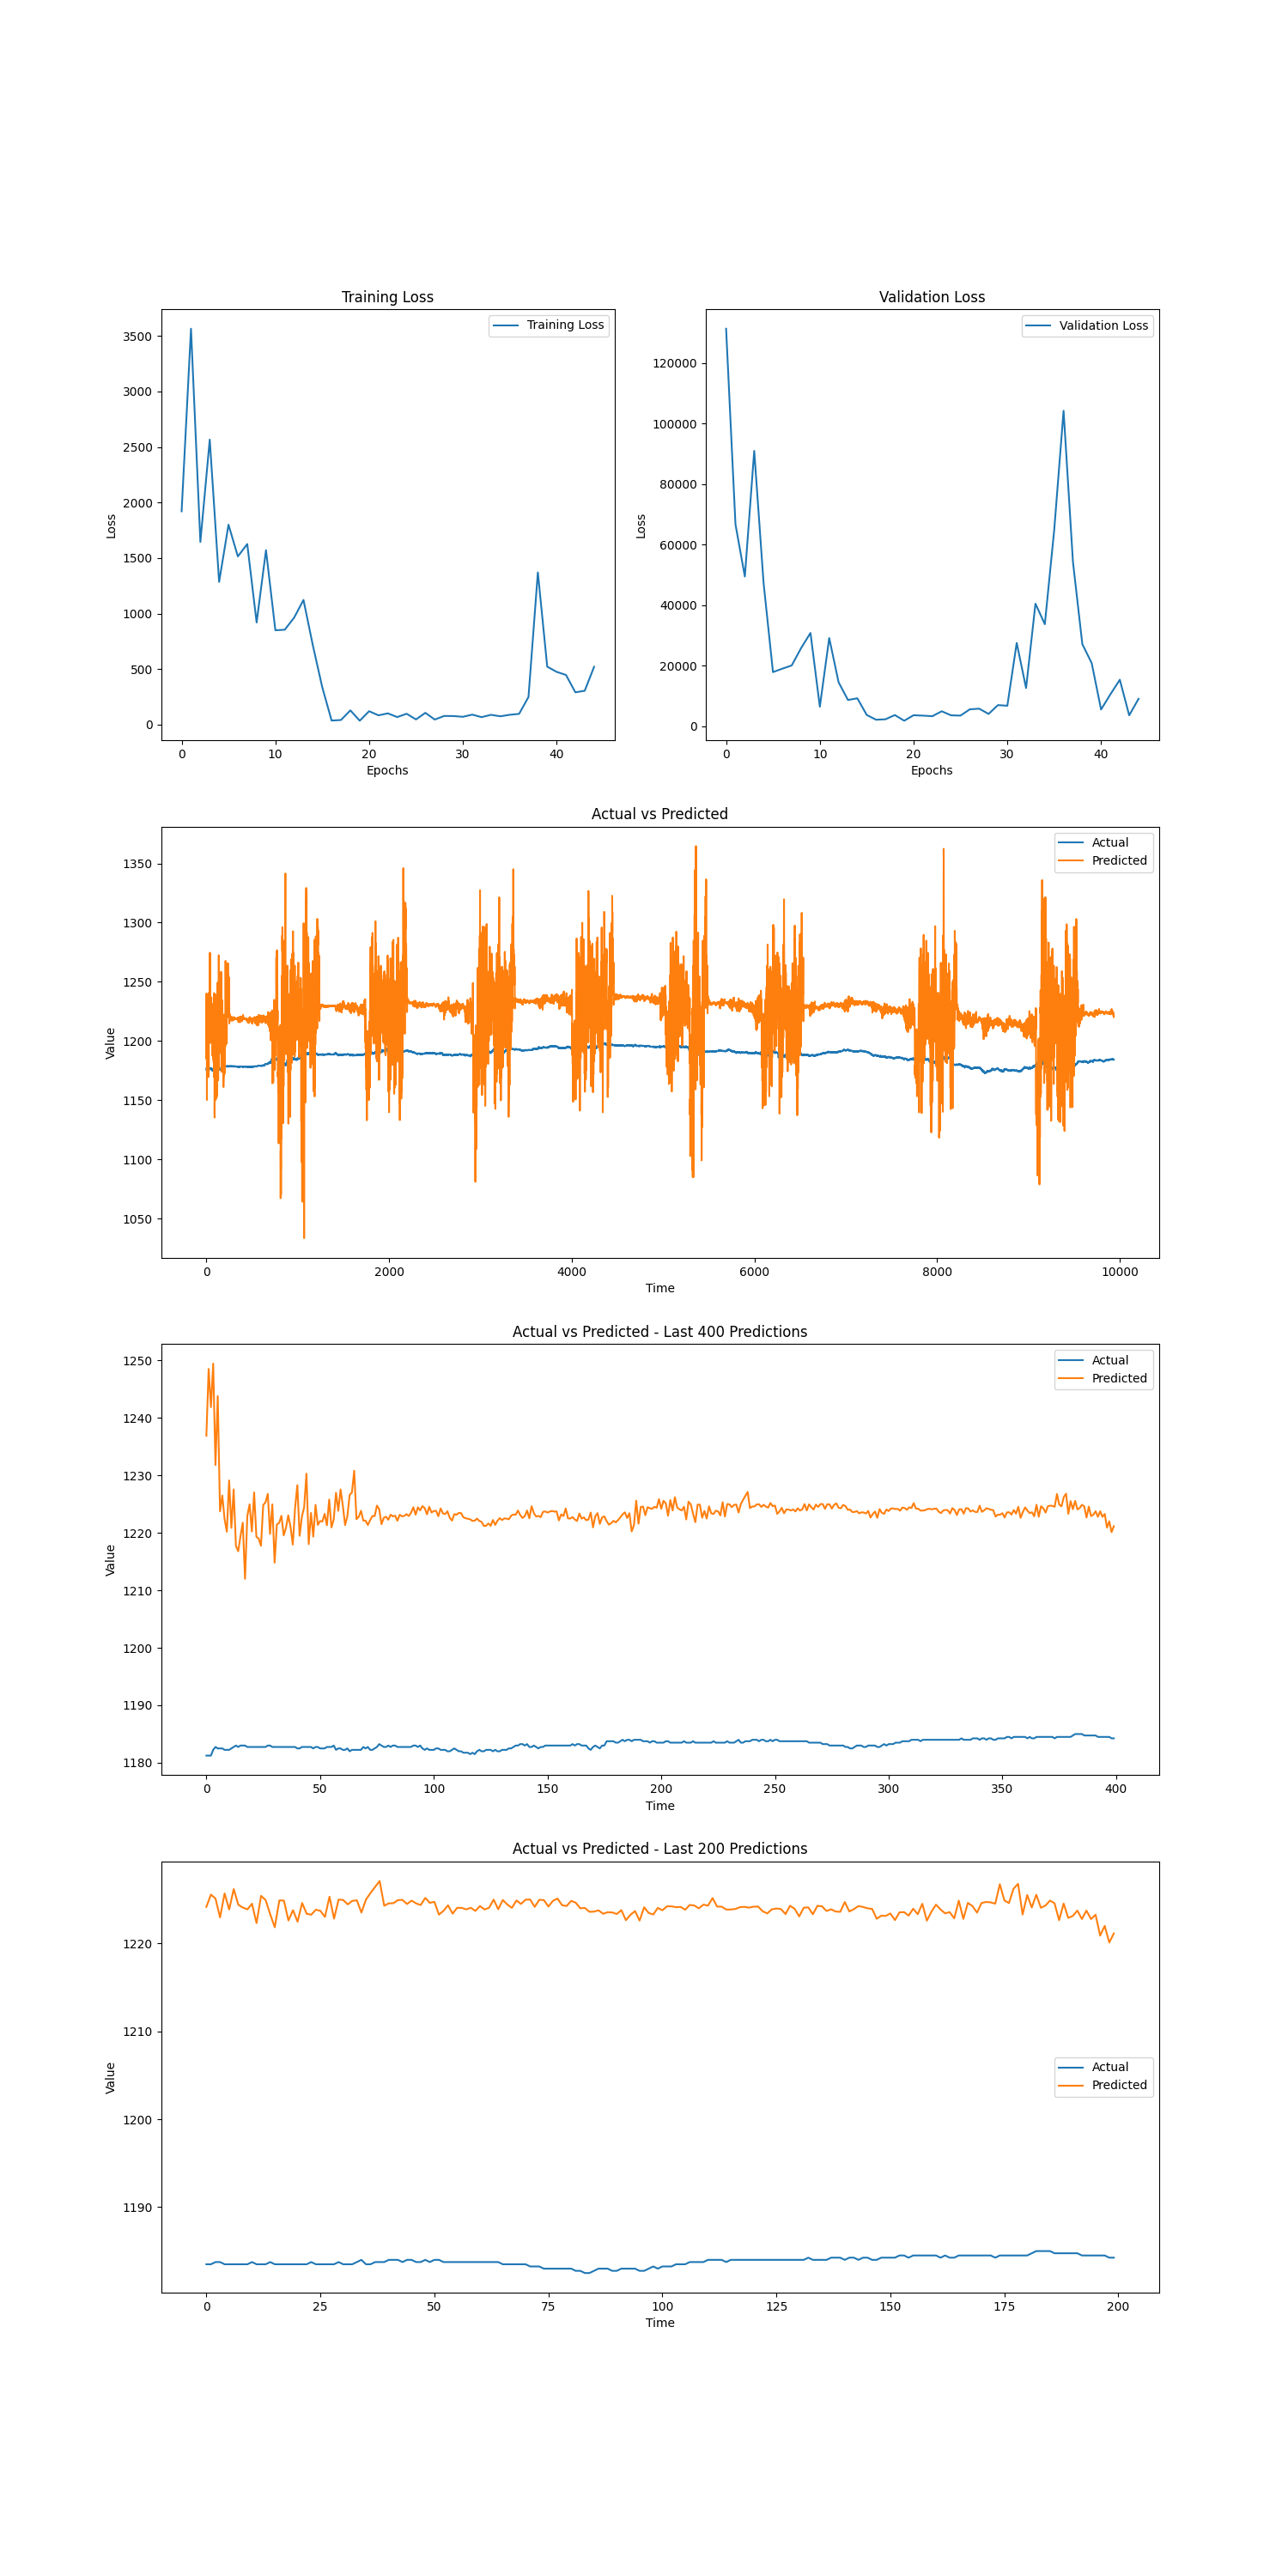 Training Loss
Validation Loss
3500
3000
2500
2000
1500
1000
500
0
Loss
Training Loss
0 10 20 30 40
Epochs
120000
100000
80000
60000
40000
20000
0
Loss
Validation Loss
0 10 20 30 40
Epochs
Actual vs Predicted
1350
1300
1250
1200
1150
1100
1050
Value
Actual
Predicted
0 2000 4000 6000 8000 10000
Time
Actual vs Predicted - Last 400 Predictions
1250
1240
1230
1220
1210
1200
1190
1180
Value
Actual
Predicted
0 50 100 150 200 250 300 350 400
Time
Actual vs Predicted - Last 200 Predictions
1220
1210
1200
1190
Value
Actual
Predicted
0 25 50 75 100 125 150 175 200
Time